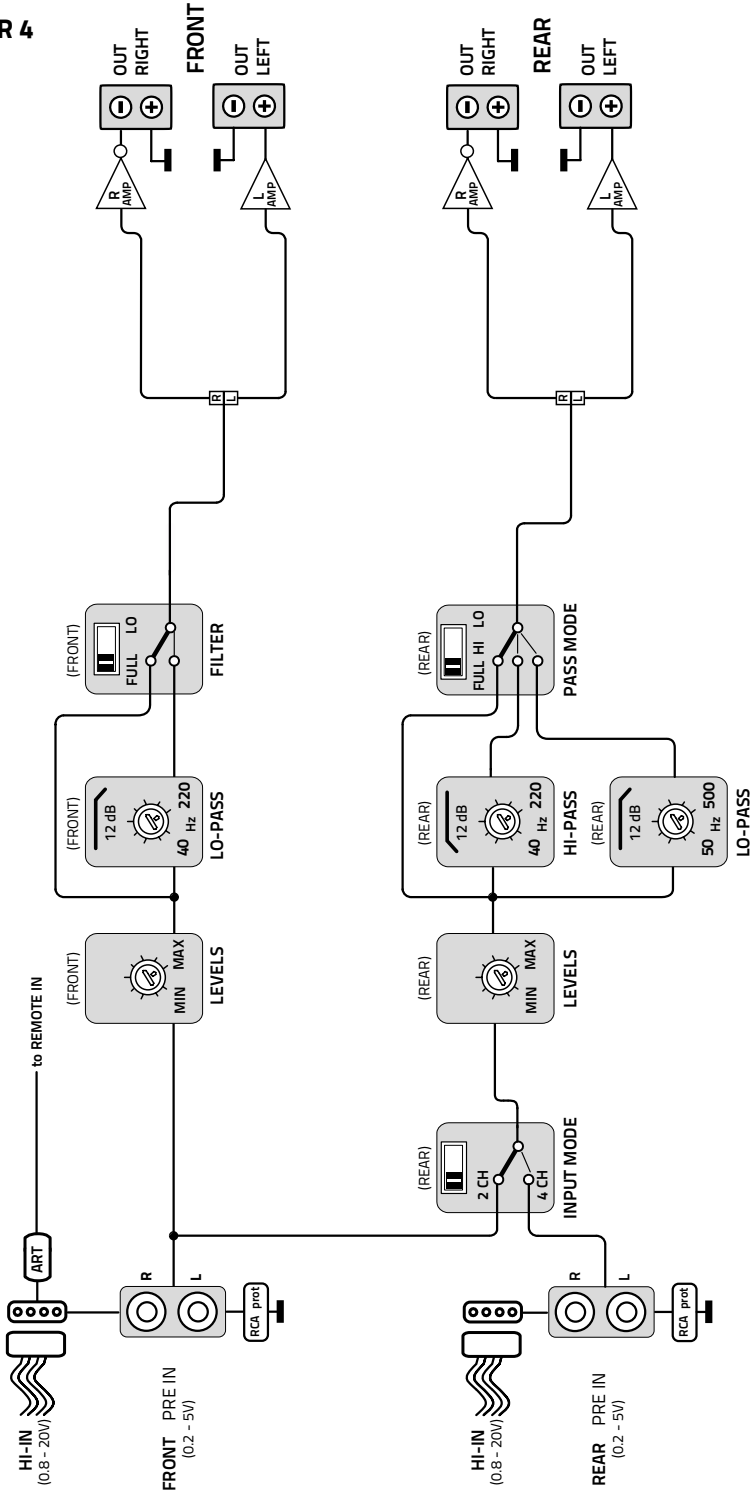 R 4
HI-IN
(0.8 - 20V)
ART
to REMOTE IN
FRONT PRE IN
(0.2 - 5V)
R
L
RCA prot
(FRONT)
MIN MAX
LEVELS
(FRONT)
12 dB
40 Hz 220
LO-PASS
(FRONT)
FULL LO
FILTER
R
L
R
AMP
L
AMP
OUT
RIGHT
FRONT
OUT
LEFT
HI-IN
(0.8 - 20V)
REAR PRE IN
(0.2 - 5V)
R
L
RCA prot
(REAR)
2 CH
4 CH
INPUT MODE
(REAR)
MIN MAX
LEVELS
(REAR)
12 dB
40 Hz 220
HI-PASS
(REAR)
12 dB
50 Hz 500
LO-PASS
(REAR)
FULL HI LO
PASS MODE
R
L
R
AMP
L
AMP
OUT
RIGHT
REAR
OUT
LEFT